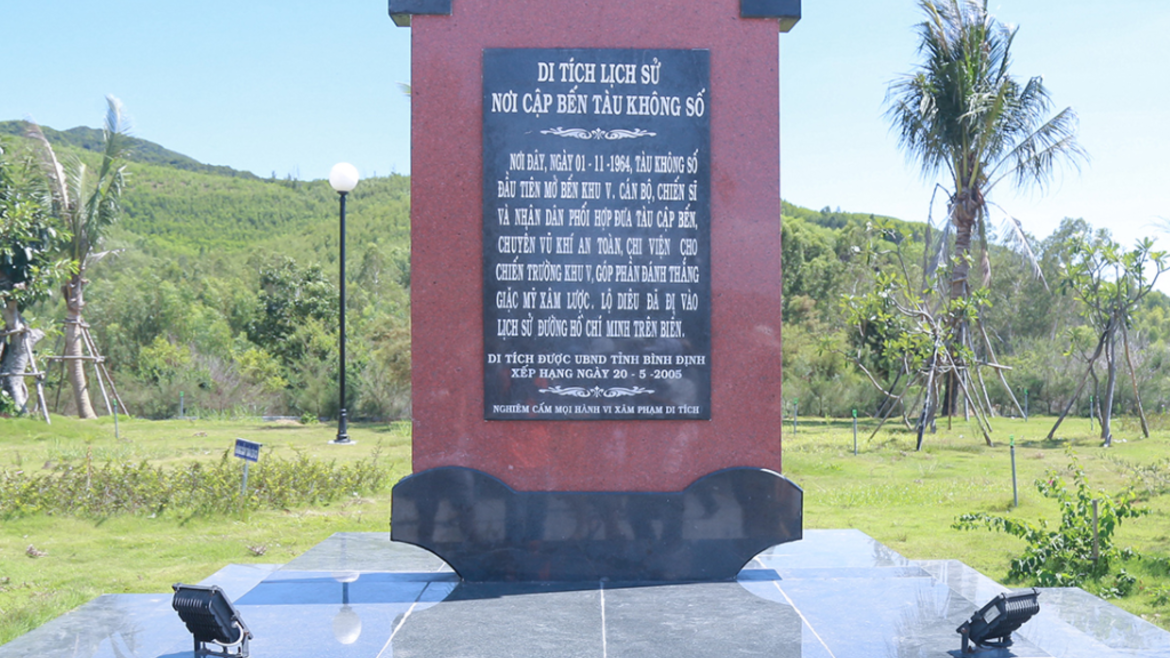 DI TÍCH LỊCH SỬ
NƠI CẬP BẾN TÀU KHÔNG SỐ
NƠI ĐÂY, NGÀY 01 - 11 -1964, TÀU KHÔNG SỐ
ĐẦU TIÊN MỞ BẾN KHU V. CÁN BỘ, CHIẾN SĨ
VÀ NHÂN DÂN PHỐI HỢP ĐƯA TÀU CẬP BẾN,
CHUYỂN VŨ KHÍ AN TOÀN, CHI VIỆN CHO
CHIẾN TRƯỜNG KHU V, GÓP PHẦN ĐÁNH THẮNG
GIẶC MỸ XÂM LƯỢC. LỘ DIÊU ĐÃ ĐI VÀO
LỊCH SỬ ĐƯỜNG HỒ CHÍ MINH TRÊN BIỂN.
DI TÍCH ĐƯỢC UBND TỈNH BÌNH ĐỊNH
XẾP HẠNG NGÀY 20 - 5 -2005
NGHIÊM CẤM MỌI HÀNH VI XÂM PHẠM DI TÍCH